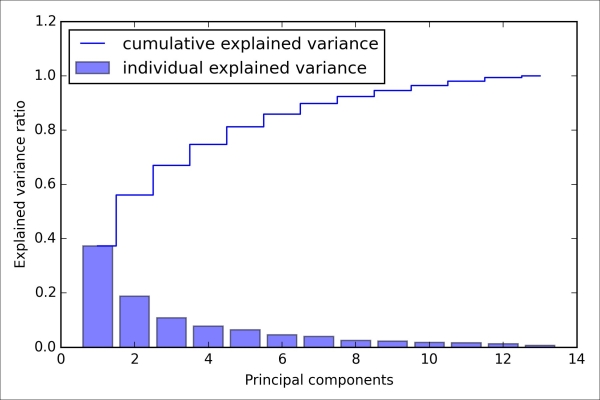 1.2
cumulative explained variance
individual explained variance
1.0
0.8
0.6
0.4
0.2
0.0
Explained variance ratio
0 2 4 6 8 10 12 14
Principal components